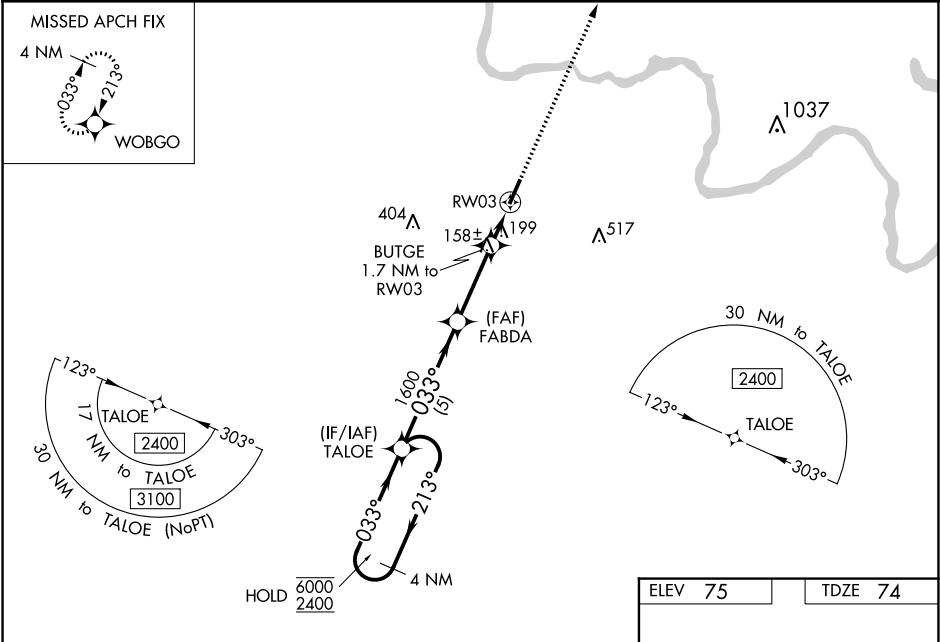 MISSED APCH FIX
4 NM
033°
213°
WOBGO
1037
RW03
404
158±
199
517
BUTGE
1.7 NM to
RW03
(FAF)
FABDA
30 NM to TALOE
2400
123°
TALOE
303°
123°
TALOE
303°
2400
17 NM to TALOE
3100
30 NM to TALOE (NoPT)
1600
033°
(5)
(IF/IAF)
TALOE
033°
213°
4 NM
HOLD 6000
2400
ELEV 75
TDZE 74